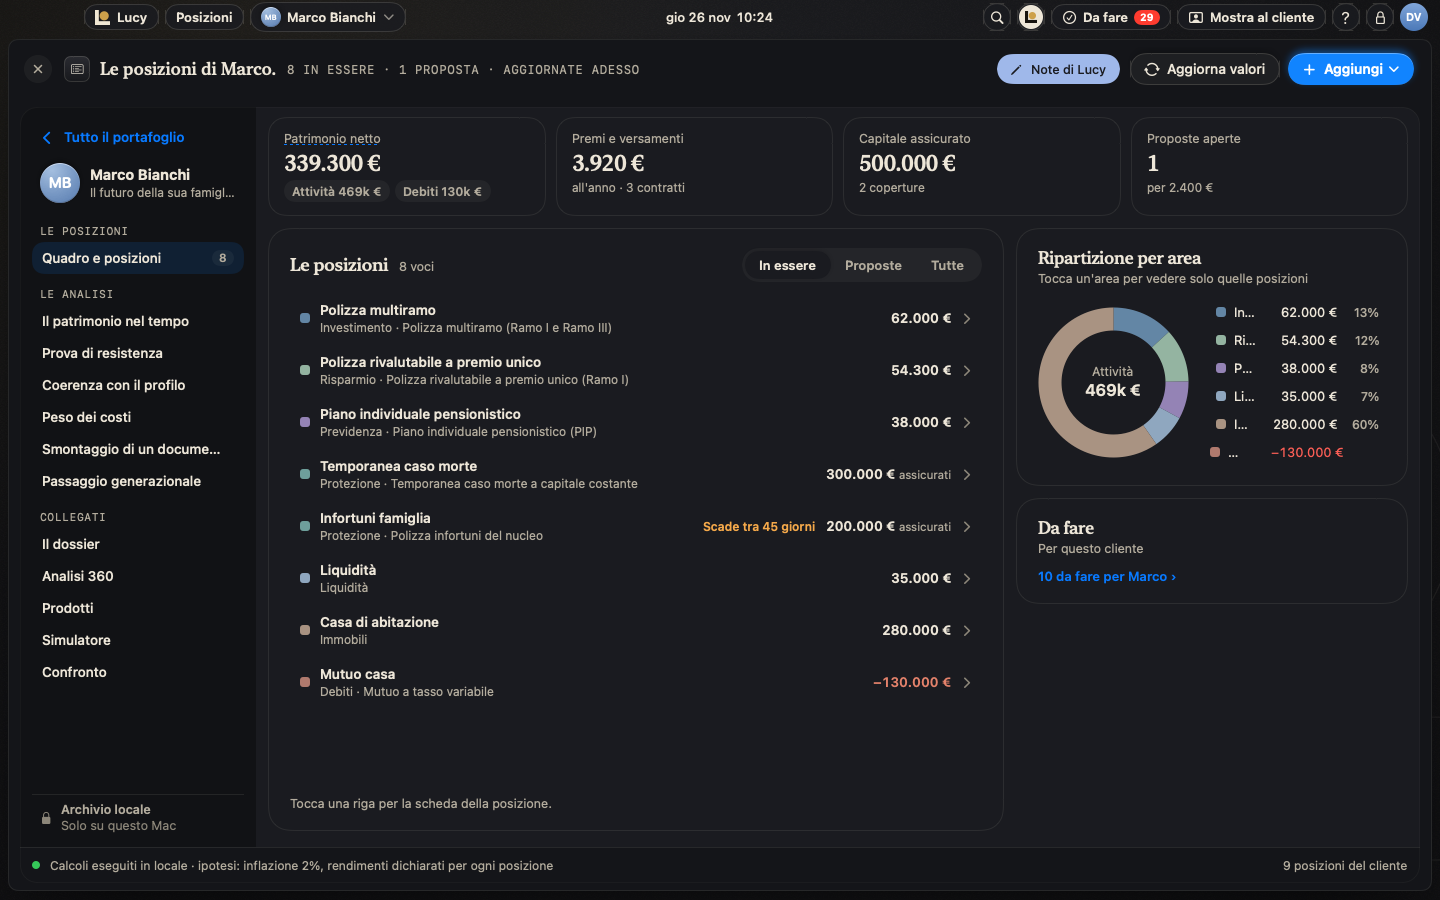 Lucy
Posizioni
MB Marco Bianchi
gio 26 nov 10:24
Da fare 29
Mostra al cliente
?
DV
Le posizioni di Marco.
8 IN ESSERE · 1 PROPOSTA · AGGIORNATE ADESSO
Note di Lucy
Aggiorna valori
+ Aggiungi
Tutto il portafoglio
MB
Marco Bianchi
Il futuro della sua famigl...
LE POSIZIONI
Quadro e posizioni 8
LE ANALISI
Il patrimonio nel tempo
Prova di resistenza
Coerenza con il profilo
Peso dei costi
Smontaggio di un docume...
Passaggio generazionale
COLLEGATI
Il dossier
Analisi 360
Prodotti
Simulatore
Confronto
Archivio locale
Solo su questo Mac
Patrimonio netto
339.300 €
Attività 469k €
Debiti 130k €
Premi e versamenti
3.920 €
all'anno · 3 contratti
Capitale assicurato
500.000 €
2 coperture
Proposte aperte
1
per 2.400 €
Le posizioni 8 voci
In essere
Proposte
Tutte
Polizza multiramo
Investimento · Polizza multiramo (Ramo I e Ramo III)
62.000 €
Polizza rivalutabile a premio unico
Risparmio · Polizza rivalutabile a premio unico (Ramo I)
54.300 €
Piano individuale pensionistico
Previdenza · Piano individuale pensionistico (PIP)
38.000 €
Temporanea caso morte
Protezione · Temporanea caso morte a capitale costante
300.000 € assicurati
Infortuni famiglia
Protezione · Polizza infortuni del nucleo
Scade tra 45 giorni 200.000 € assicurati
Liquidità
Liquidità
35.000 €
Casa di abitazione
Immobili
280.000 €
Mutuo casa
Debiti · Mutuo a tasso variabile
−130.000 €
Tocca una riga per la scheda della posizione.
Ripartizione per area
Tocca un'area per vedere solo quelle posizioni
Attività
469k €
In... 62.000 € 13%
Ri... 54.300 € 12%
P... 38.000 € 8%
Li... 35.000 € 7%
I... 280.000 € 60%
... −130.000 €
Da fare
Per questo cliente
10 da fare per Marco ›
Calcoli eseguiti in locale · ipotesi: inflazione 2%, rendimenti dichiarati per ogni posizione
9 posizioni del cliente